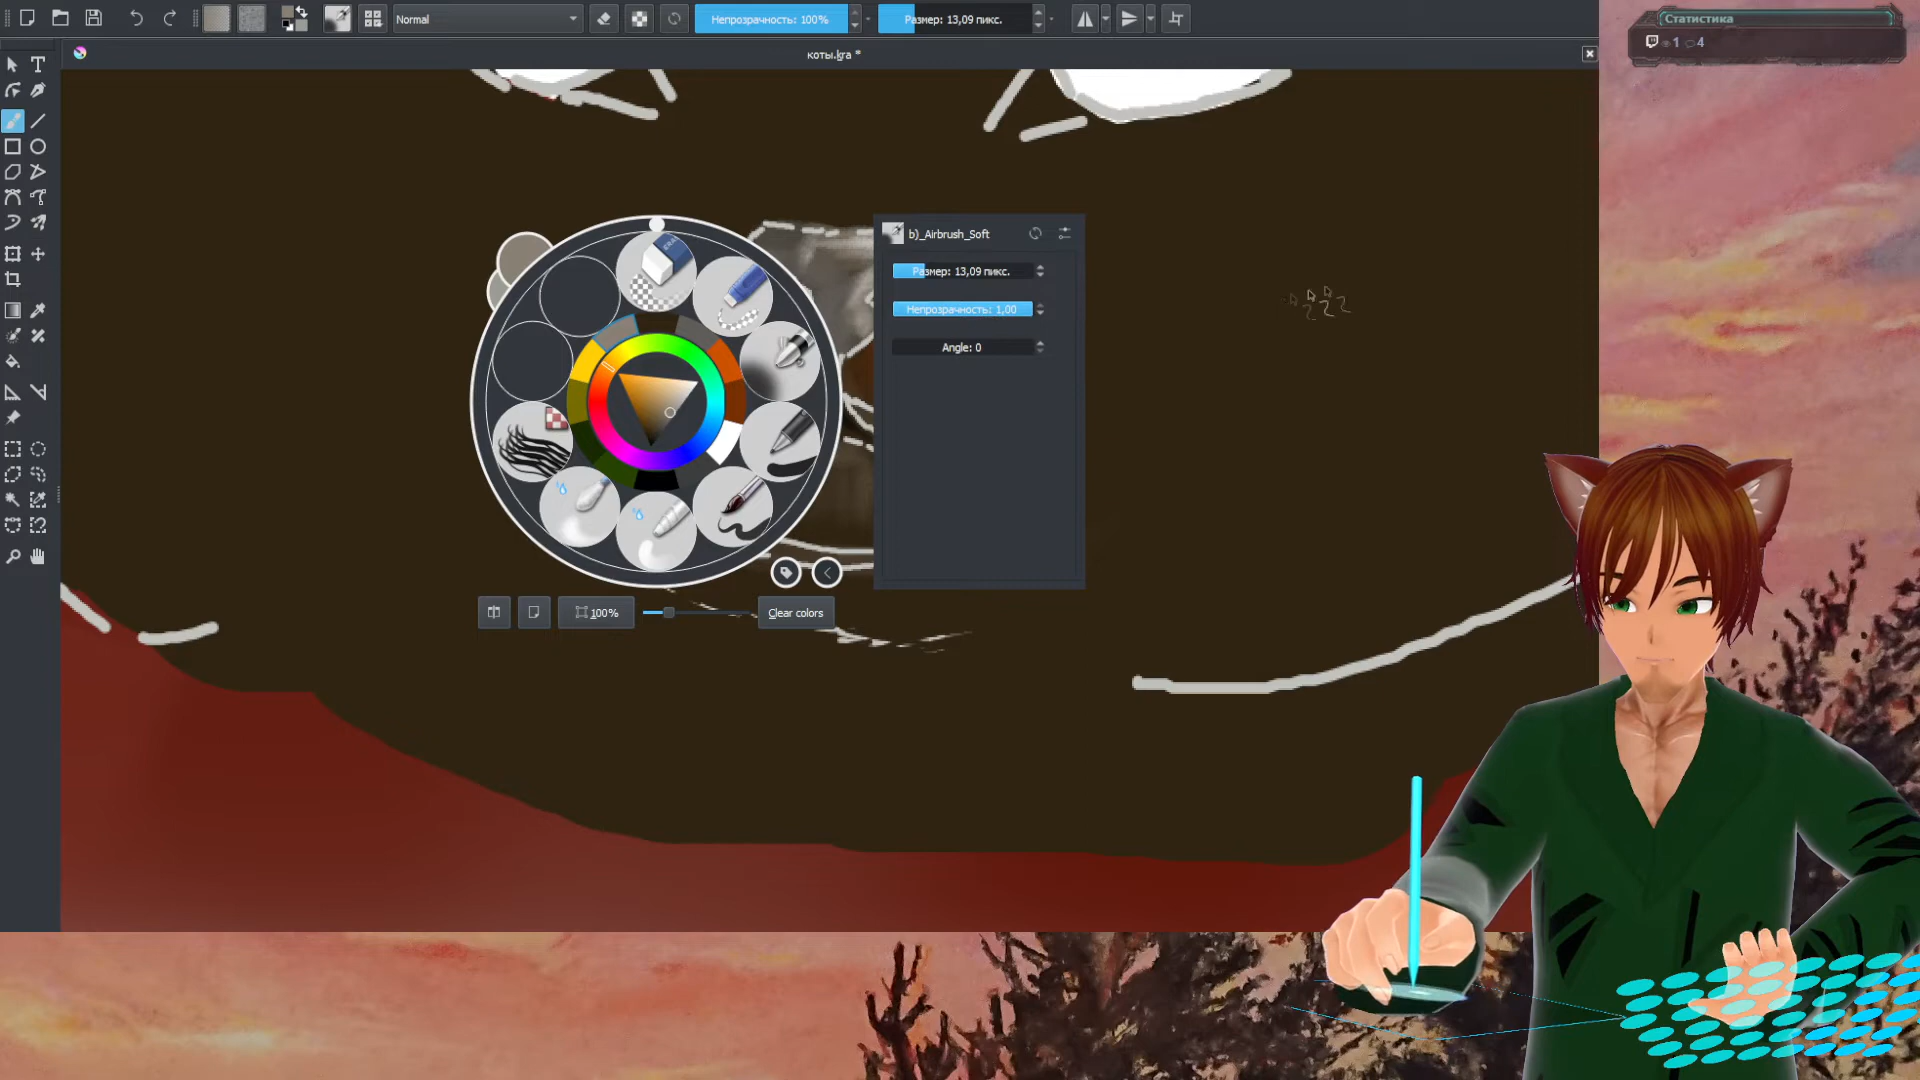 Normal
Непрозрачность: 100%
Размер: 13,09 пикс.
Статистика
1 4
коты.kra *
b)_Airbrush_Soft
Размер: 13,09 пикс.
Непрозрачность: 1,00
Angle: 0
100%
Clear colors